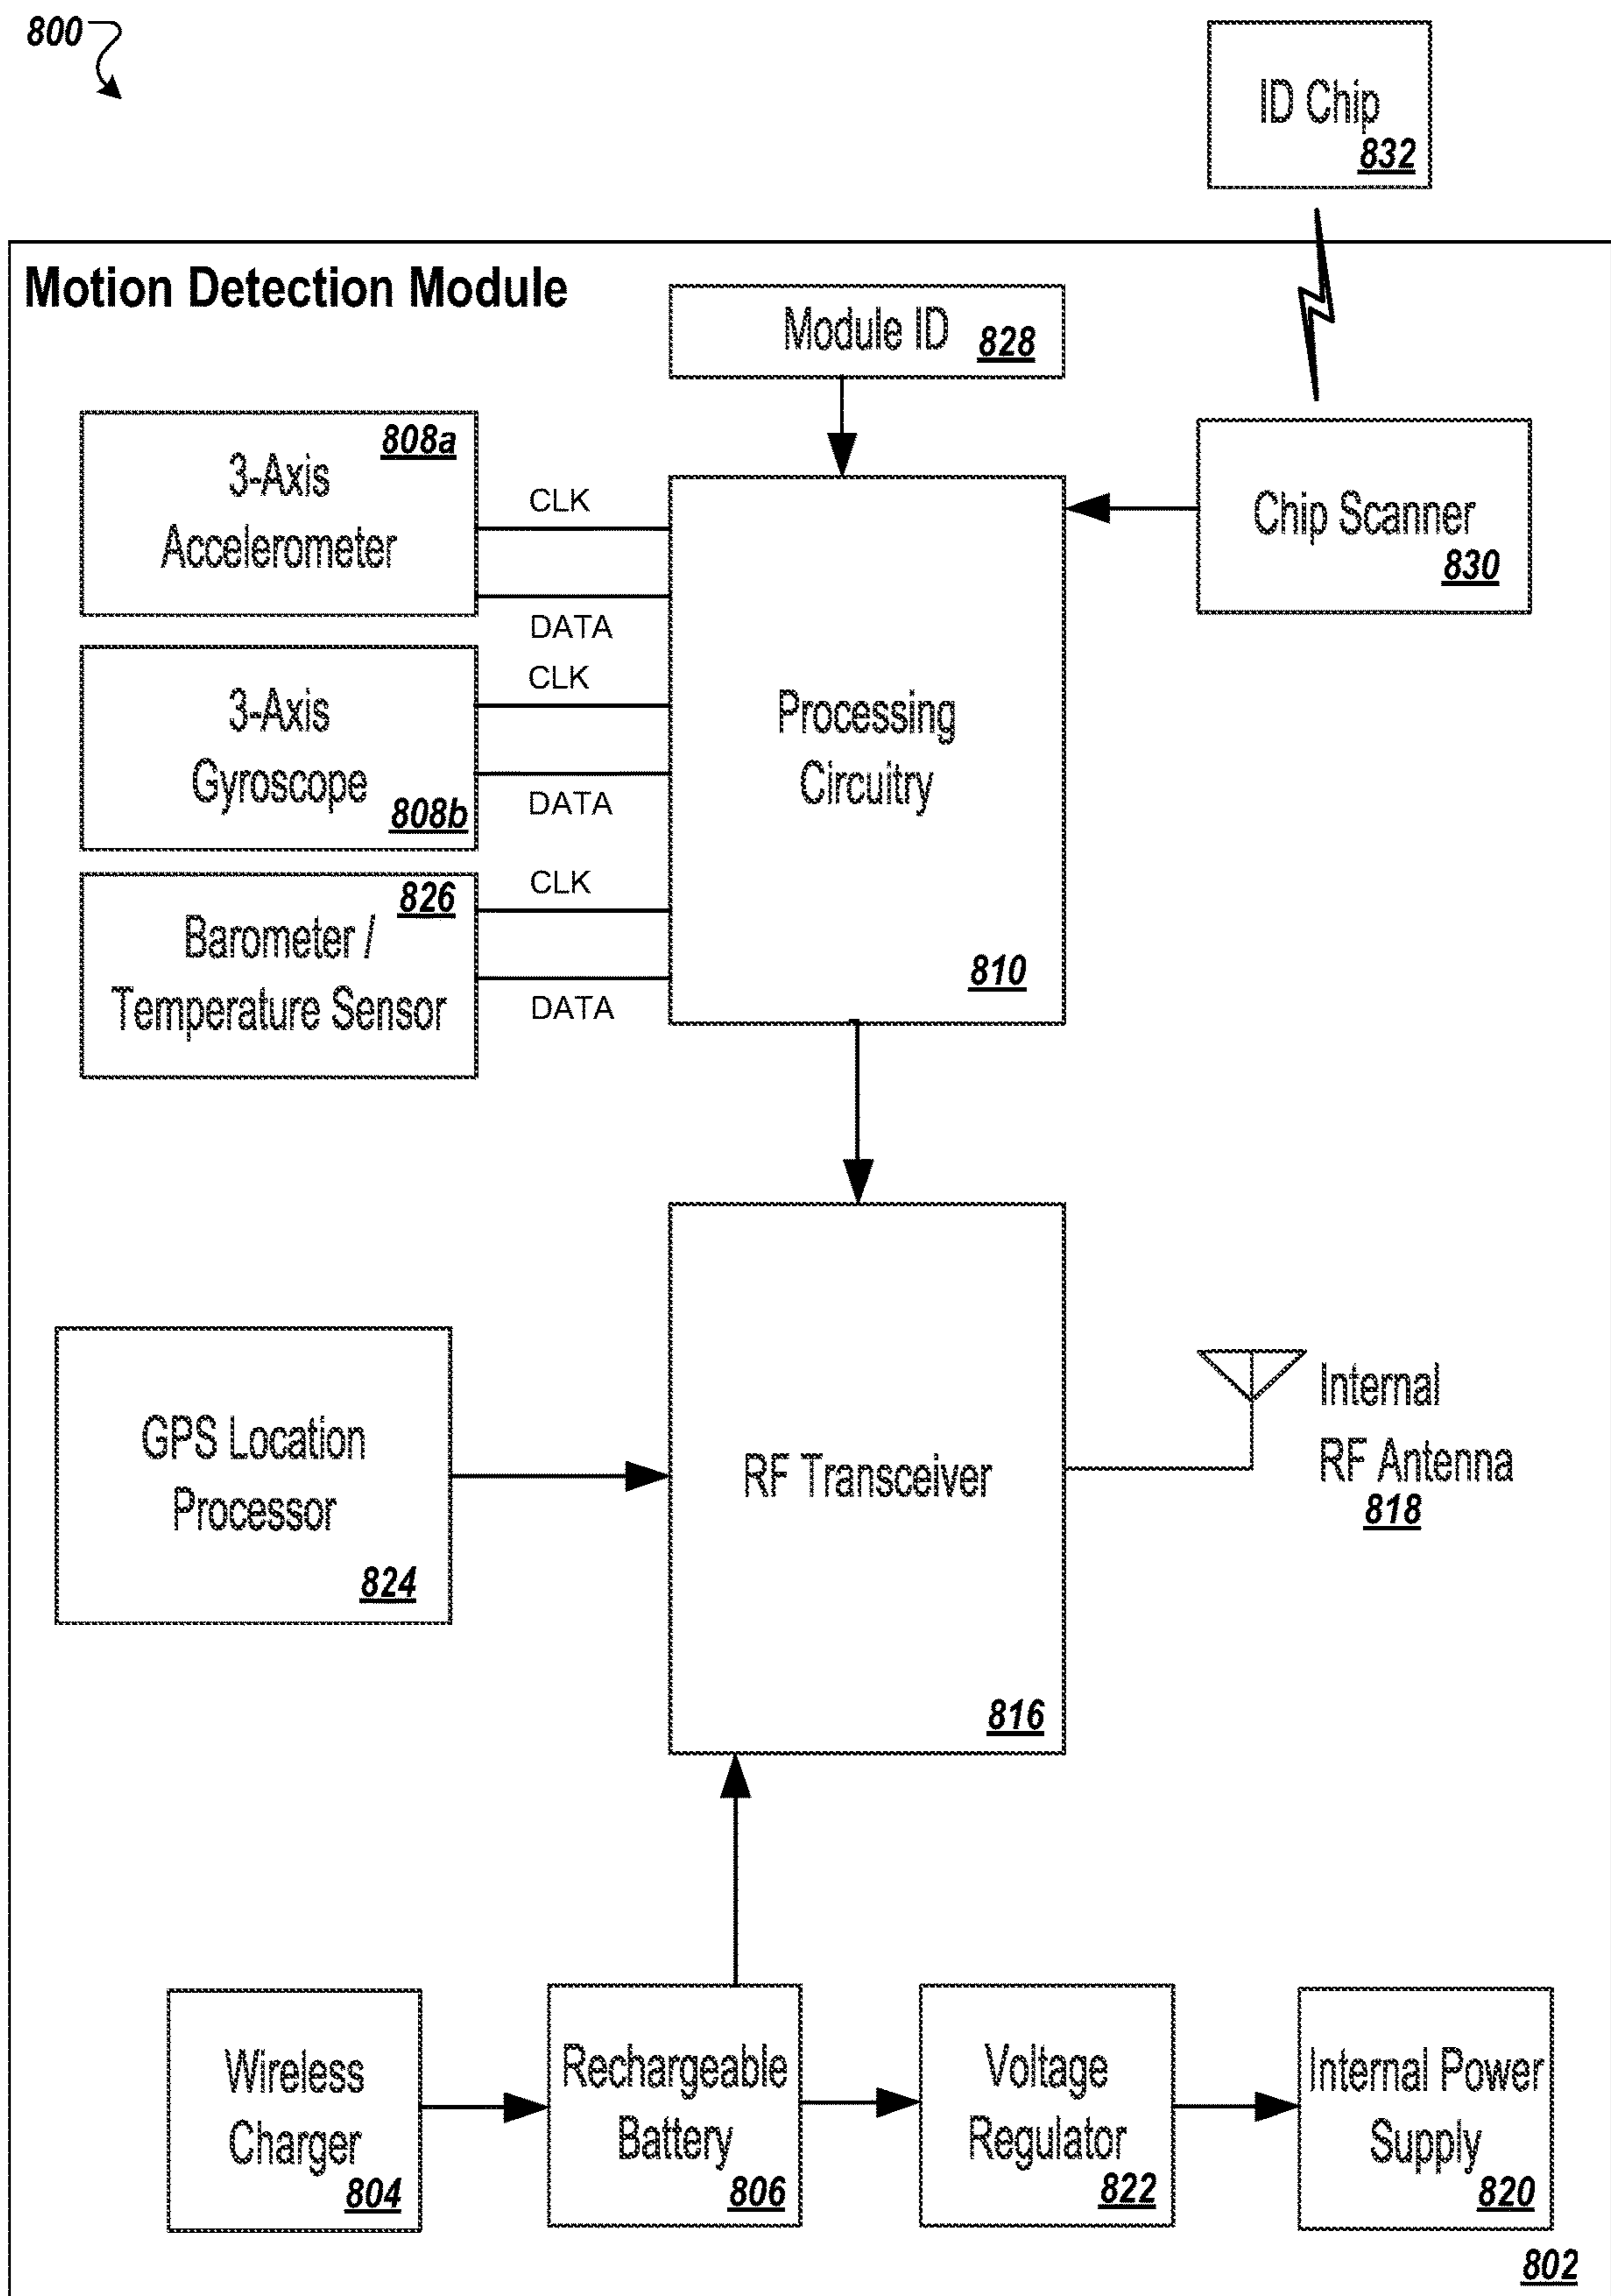 800
ID Chip
832
Motion Detection Module
Module ID
828
808a
3-Axis
Accelerometer
CLK
DATA
Chip Scanner
830
3-Axis
Gyroscope
808b
CLK
DATA
Processing
Circuitry
810
826
Barometer /
Temperature Sensor
CLK
DATA
GPS Location
Processor
824
RF Transceiver
816
Internal
RF Antenna
818
Wireless
Charger
804
Rechargeable
Battery
806
Voltage
Regulator
822
Internal Power
Supply
820
802